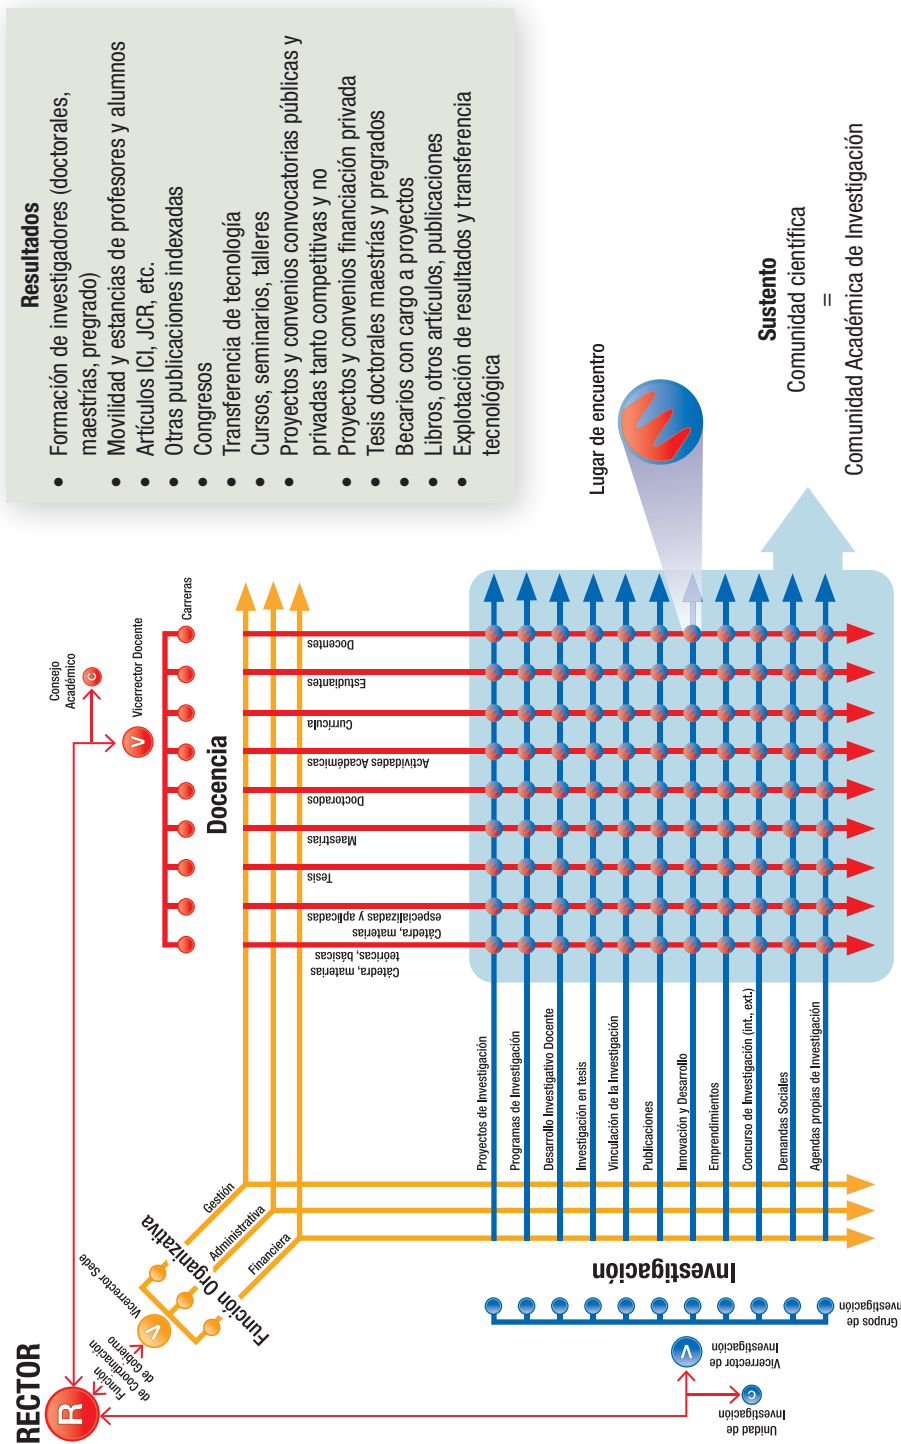 RECTOR
R
Función
de Coordinación
de Gobierno
V
Vicerrector Sede
Función Organizativa
Gestión
Administrativa
Financiera
Consejo
Académico
C
V
Vicerrector Docente
Carreras
Docencia
Cátedra, materias
teóricas, básicas
Cátedra, materias
especializadas y aplicadas
Tesis
Maestrías
Doctorados
Actividades Académicas
Currícula
Estudiantes
Docentes
Unidad de
Investigación
C
Vicerrector de
Investigación
V
Grupos de
nvestigación
Investigación
Proyectos de Investigación
Programas de Investigación
Desarrollo Investigativo Docente
Investigación en tesis
Vinculación de la Investigación
Publicaciones
Innovación y Desarrollo
Emprendimientos
Concurso de Investigación (int., ext.)
Demandas Sociales
Agendas propias de Investigación
Resultados
• Formación de investigadores (doctorales,
maestrías, pregrado)
• Movilidad y estancias de profesores y alumnos
• Artículos ICI, JCR, etc.
• Otras publicaciones indexadas
• Congresos
• Transferencia de tecnología
• Cursos, seminarios, talleres
• Proyectos y convenios convocatorias públicas y
privadas tanto competitivas y no
• Proyectos y convenios financiación privada
• Tesis doctorales maestrías y pregrados
• Becarios con cargo a proyectos
• Libros, otros artículos, publicaciones
• Explotación de resultados y transferencia
tecnológica
Lugar de encuentro
Sustento
Comunidad científica
=
Comunidad Académica de Investigación